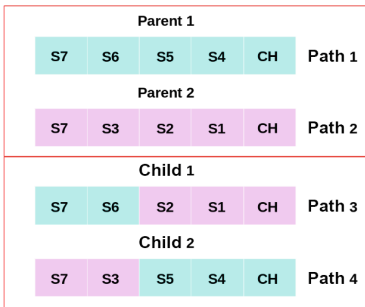 Parent 1
S7 S6 S5 S4 CH Path 1
Parent 2
S7 S3 S2 S1 CH Path 2
Child 1
S7 S6 S2 S1 CH Path 3
Child 2
S7 S3 S5 S4 CH Path 4